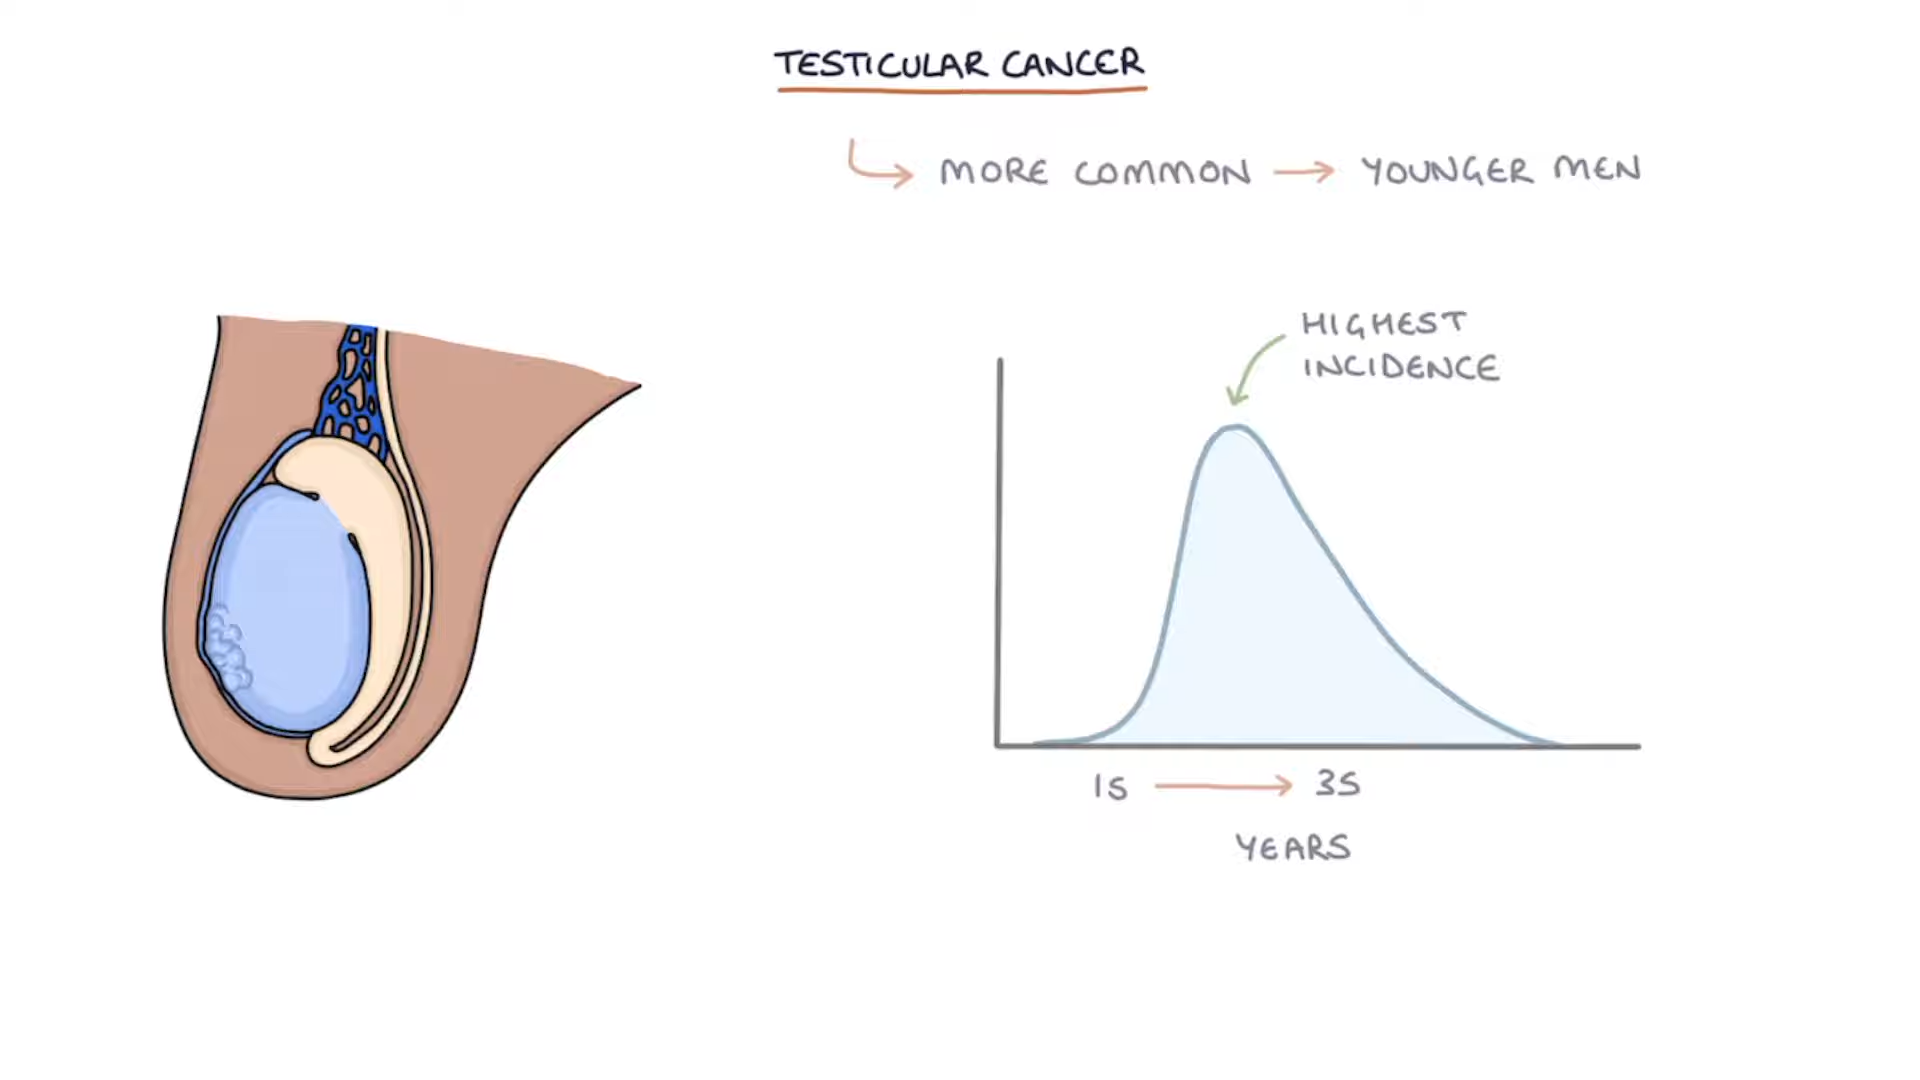 TESTICULAR CANCER
MORE COMMON → YOUNGER MEN
HIGHEST
INCIDENCE
15 → 35
YEARS